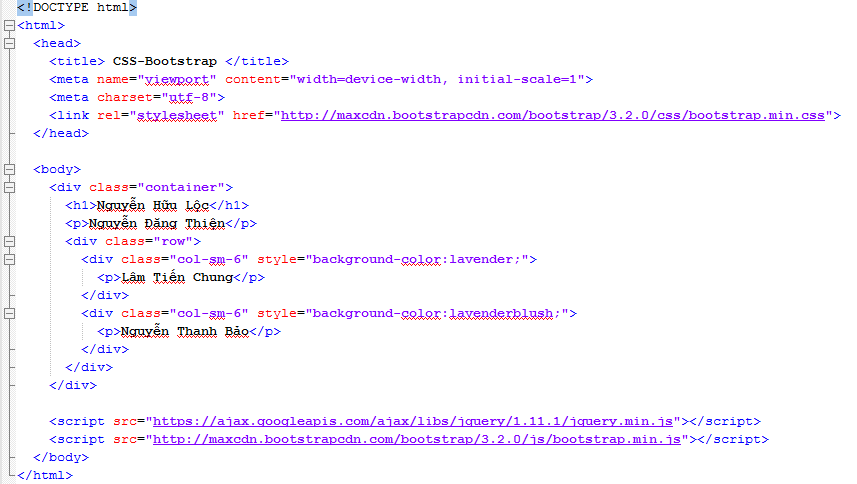 <!DOCTYPE html>
<html>
<head>
<title> CSS-Bootstrap </title>
<meta name="viewport" content="width=device-width, initial-scale=1">
<meta charset="utf-8">
<link rel="stylesheet" href="http://maxcdn.bootstrapcdn.com/bootstrap/3.2.0/css/bootstrap.min.css">
</head>
<body>
<div class="container">
<h1>Nguyễn Hữu Lộc</h1>
<p>Nguyễn Đăng Thiện</p>
<div class="row">
<div class="col-sm-6" style="background-color:lavender;">
<p>Lâm Tiến Chung</p>
</div>
<div class="col-sm-6" style="background-color:lavenderblush;">
<p>Nguyễn Thanh Bảo</p>
</div>
</div>
</div>
<script src="https://ajax.googleapis.com/ajax/libs/jquery/1.11.1/jquery.min.js"></script>
<script src="http://maxcdn.bootstrapcdn.com/bootstrap/3.2.0/js/bootstrap.min.js"></script>
</body>
</html>